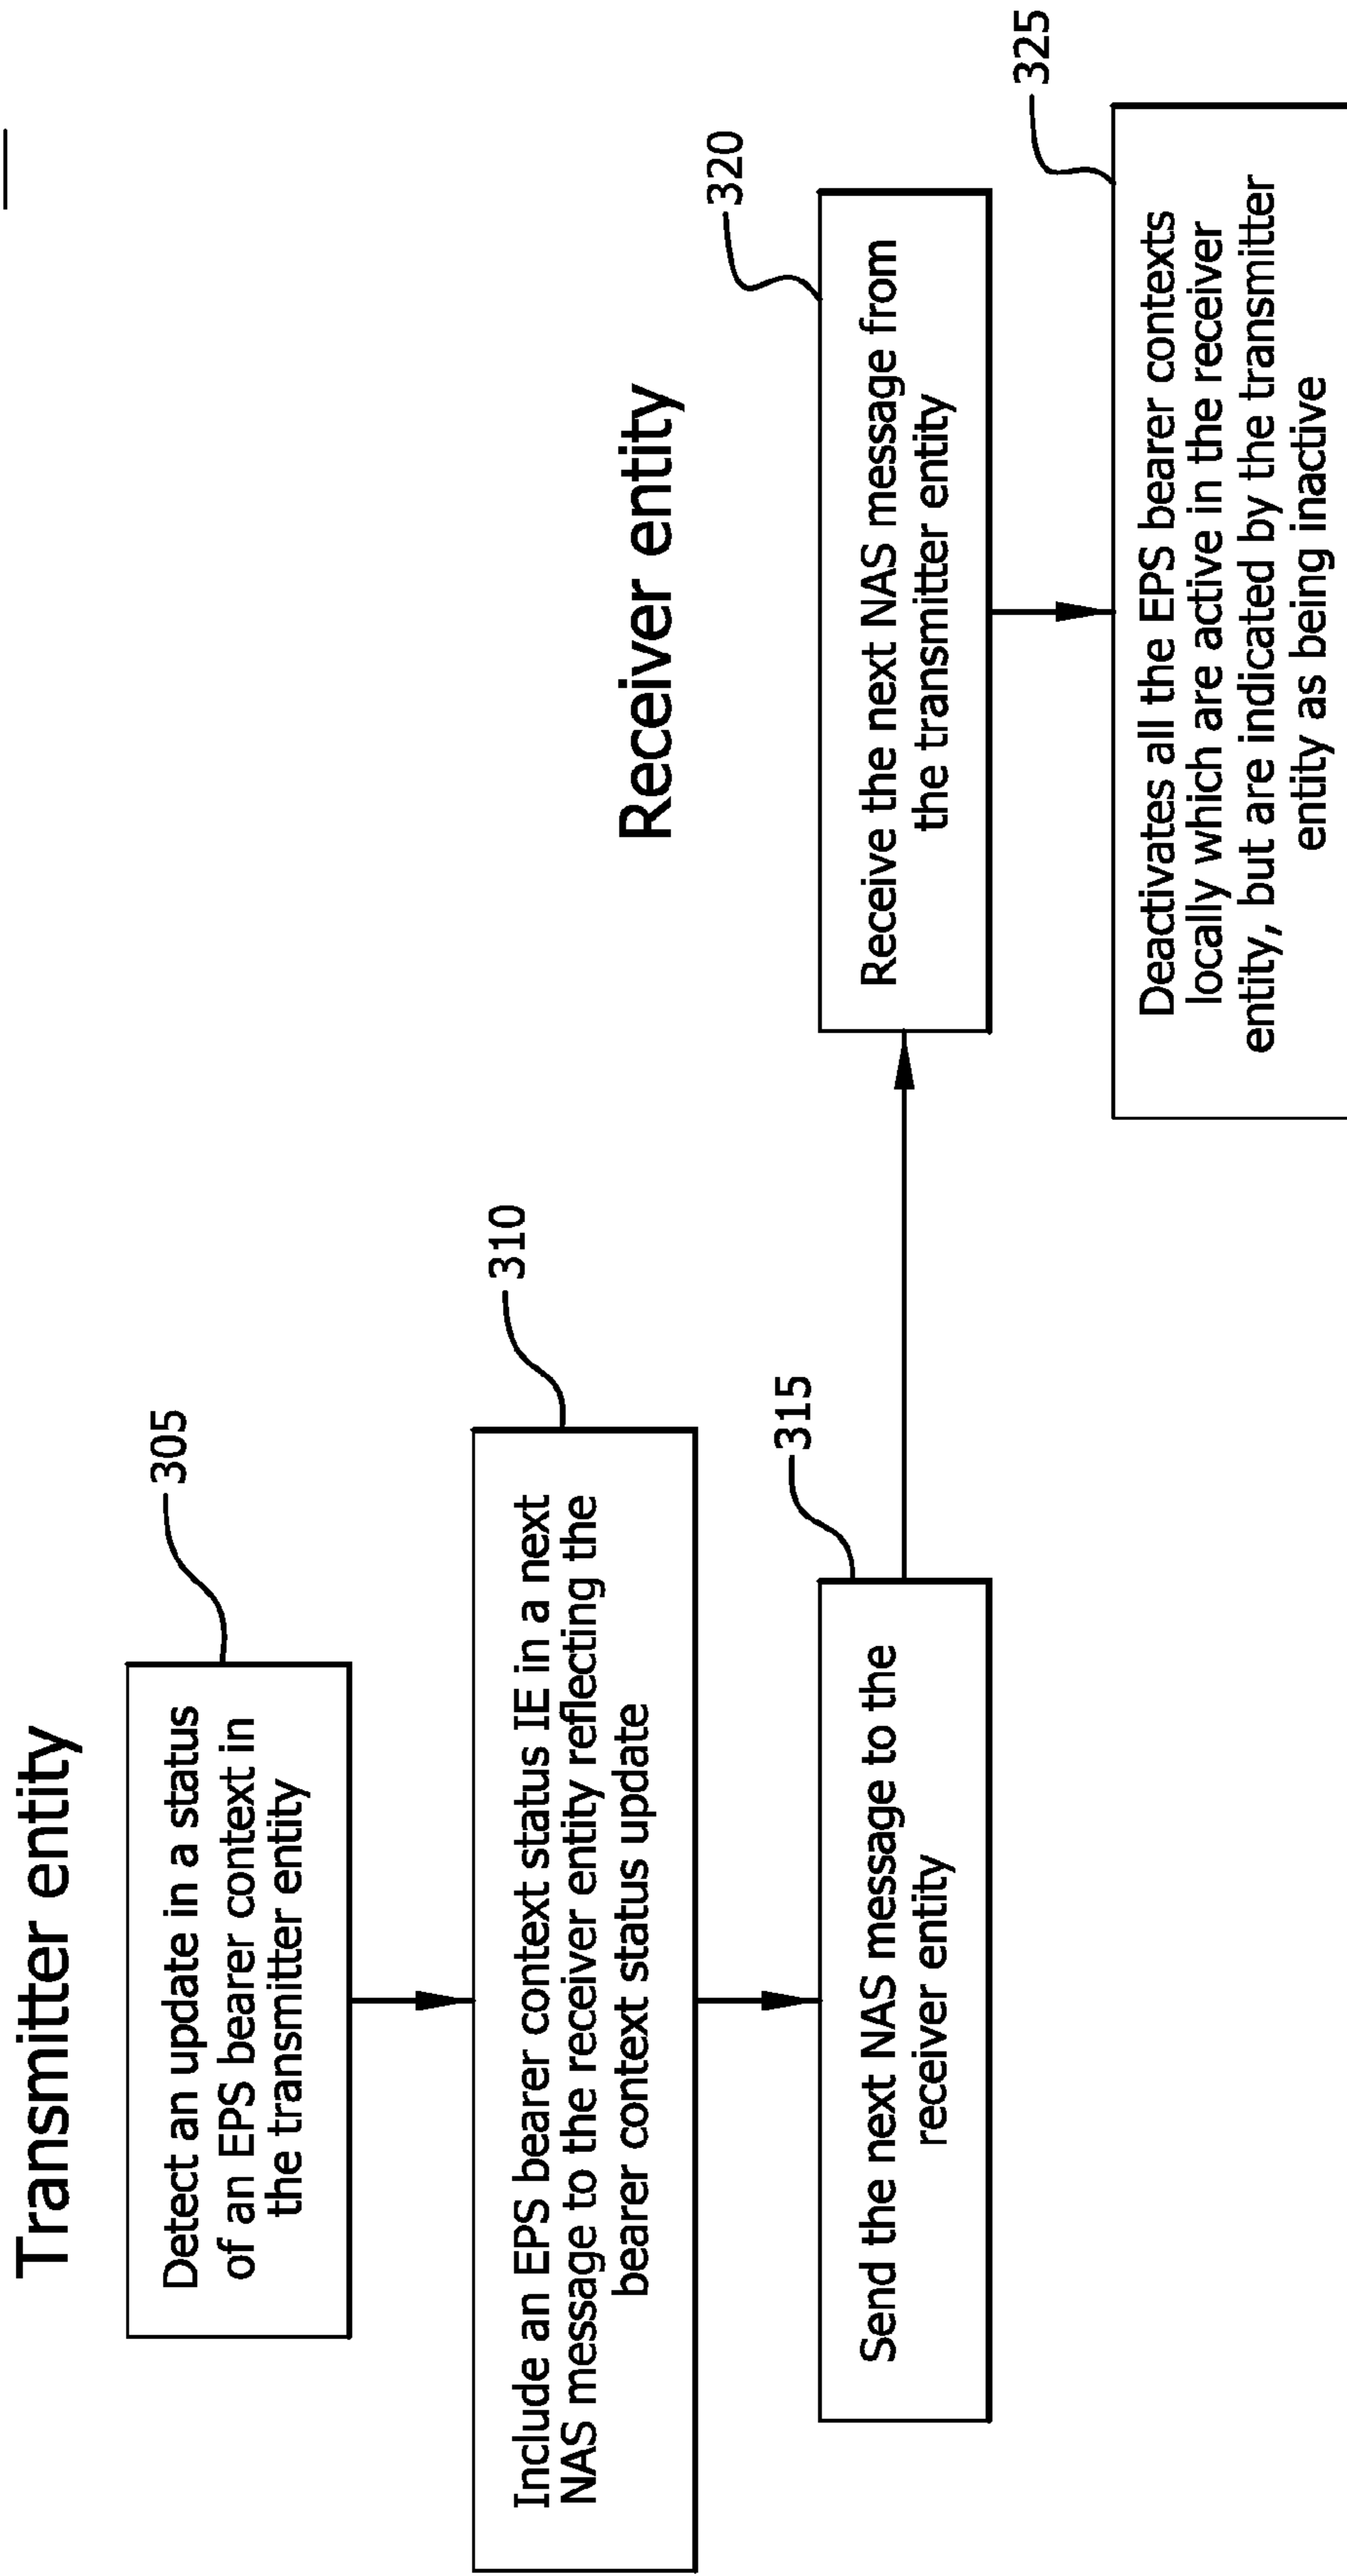 Transmitter entity
305
Detect an update in a status
of an EPS bearer context in
the transmitter entity
310
Include an EPS bearer context status IE in a next
NAS message to the receiver entity reflecting the
bearer context status update
315
Send the next NAS message to the
receiver entity
Receiver entity
320
Receive the next NAS message from
the transmitter entity
325
Deactivates all the EPS bearer contexts
locally which are active in the receiver
entity, but are indicated by the transmitter
entity as being inactive